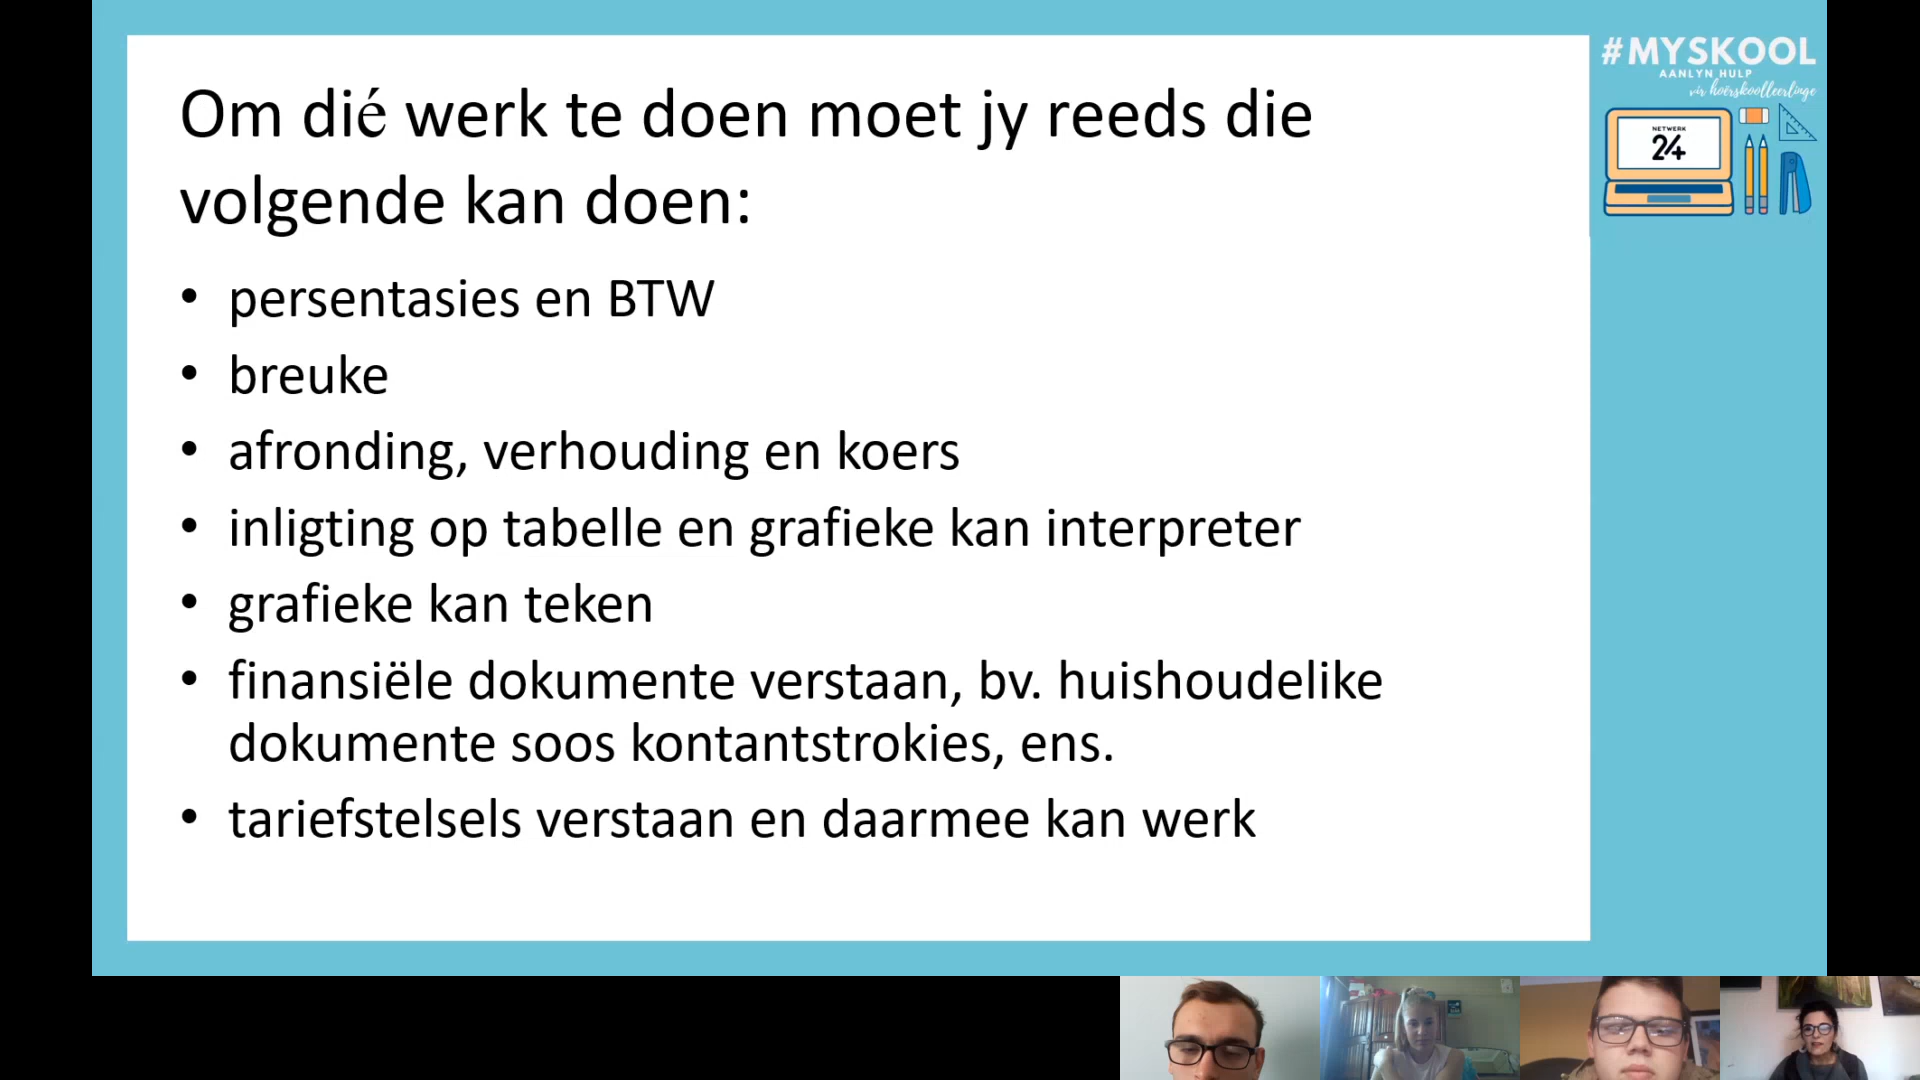 Om dié werk te doen moet jy reeds die
volgende kan doen:
• persentasies en BTW
• breuke
• afronding, verhouding en koers
• inligting op tabelle en grafieke kan interpreter
• grafieke kan teken
• finansiële dokumente verstaan, bv. huishoudelike
dokumente soos kontantstrokies, ens.
• tariefstelsels verstaan en daarmee kan werk
#MYSKOOL
AANLYN HULP
vir hoërskoolleerlinge
NETWERK
24